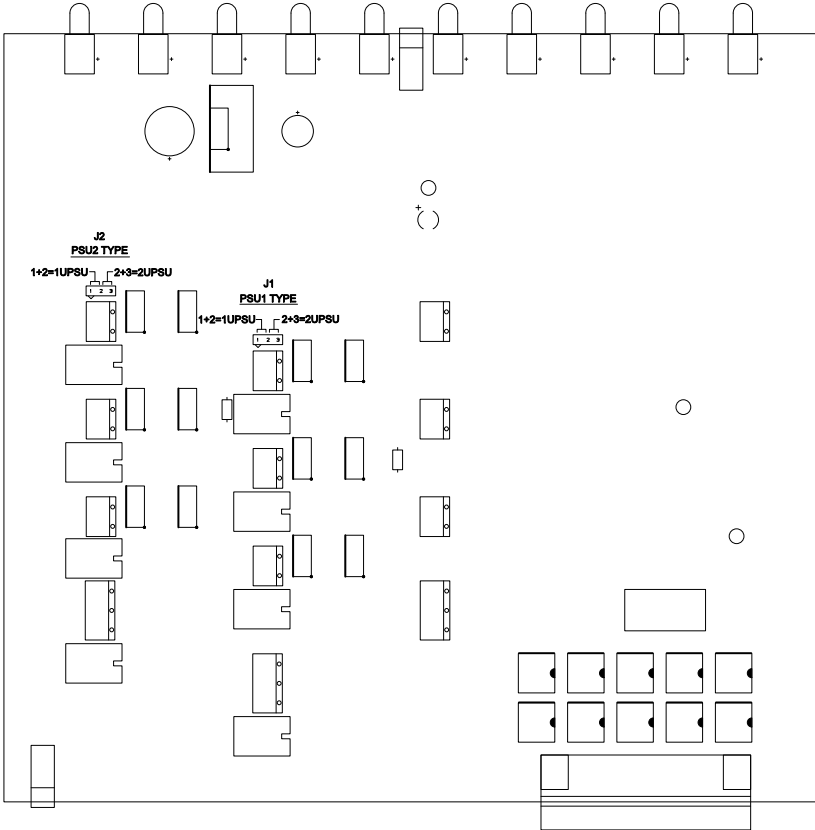 J2
PSU2 TYPE
1+2=1UPSU 2+3=2UPSU
1 2 3
J1
PSU1 TYPE
1+2=1UPSU 2+3=2UPSU
1 2 3